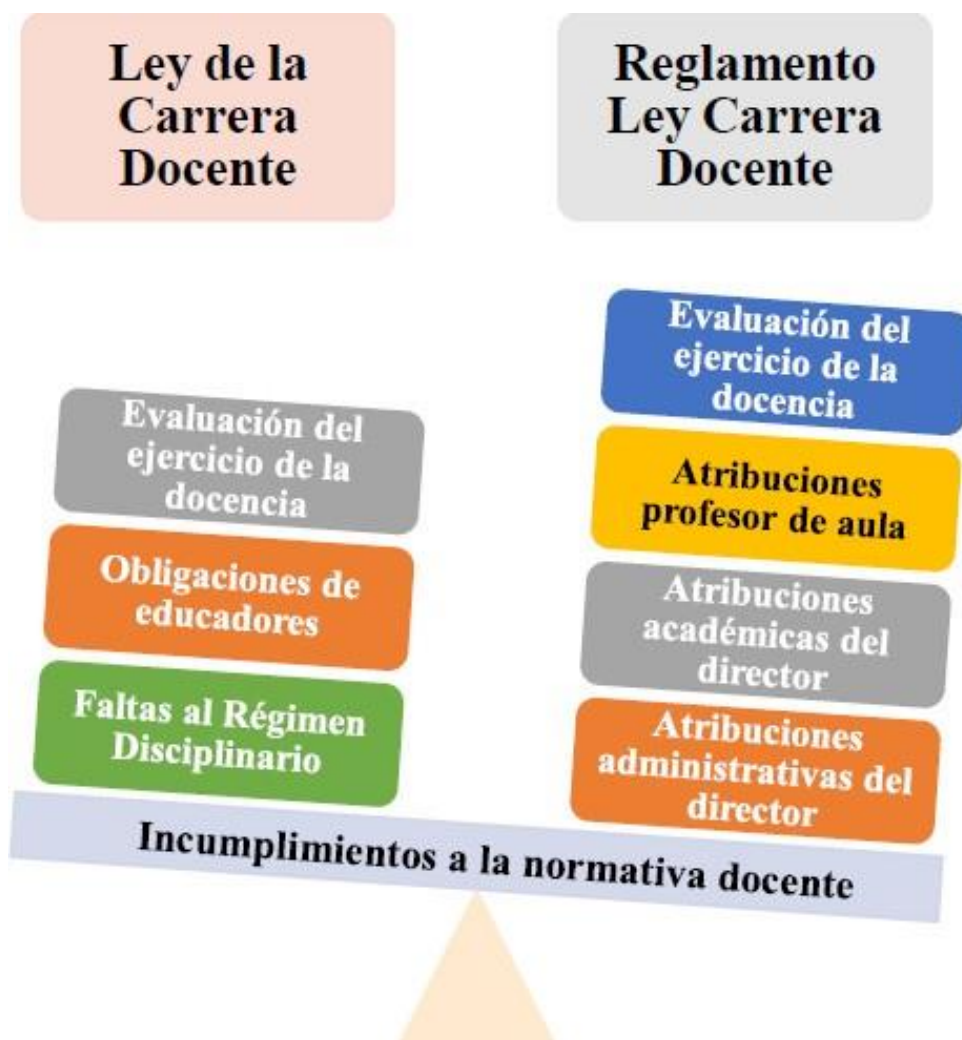 Ley de la
Carrera
Docente
Reglamento
Ley Carrera
Docente
Evaluación del
ejercicio de la
docencia
Obligaciones de
educadores
Faltas al Régimen
Disciplinario
Evaluación del
ejercicio de la
docencia
Atribuciones
profesor de aula
Atribuciones
académicas del
director
Atribuciones
administrativas del
director
Incumplimientos a la normativa docente